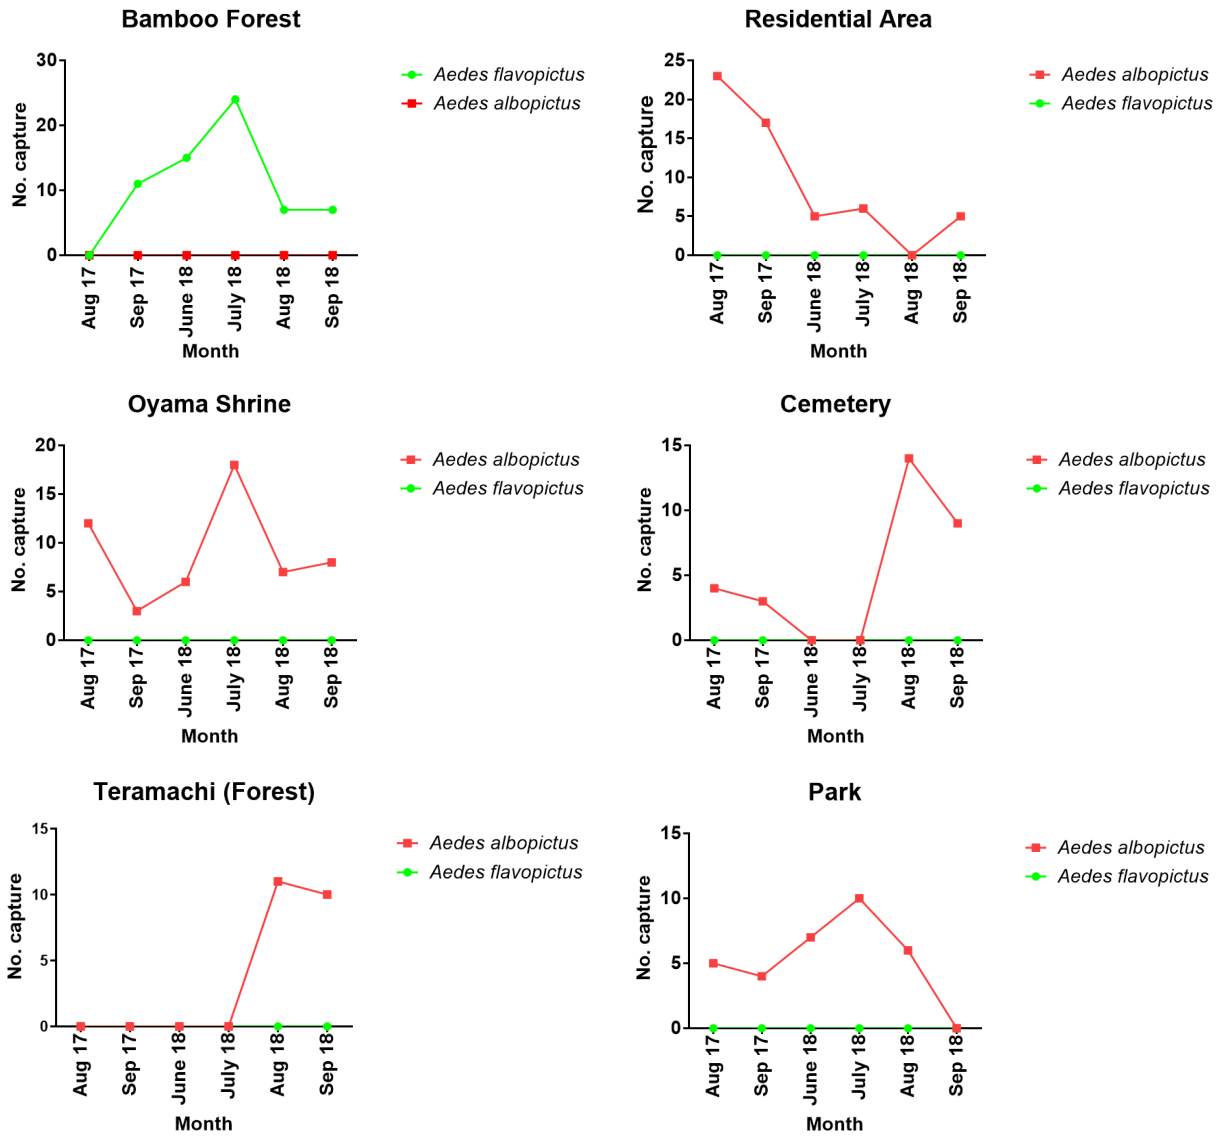 Bamboo Forest
No. capture
30
20
10
0
Aug 17
Sep 17
June 18
July 18
Aug 18
Sep 18
Month
Aedes flavopictus
Aedes albopictus
Residential Area
No. capture
25
20
15
10
5
0
Aug 17
Sep 17
June 18
July 18
Aug 18
Sep 18
Month
Aedes albopictus
Aedes flavopictus
Oyama Shrine
No. capture
20
15
10
5
0
Aug 17
Sep 17
June 18
July 18
Aug 18
Sep 18
Month
Aedes albopictus
Aedes flavopictus
Cemetery
No. capture
15
10
5
0
Aug 17
Sep 17
June 18
July 18
Aug 18
Sep 18
Month
Aedes albopictus
Aedes flavopictus
Teramachi (Forest)
No. capture
15
10
5
0
Aug 17
Sep 17
June 18
July 18
Aug 18
Sep 18
Month
Aedes albopictus
Aedes flavopictus
Park
No. capture
15
10
5
0
Aug 17
Sep 17
June 18
July 18
Aug 18
Sep 18
Month
Aedes albopictus
Aedes flavopictus